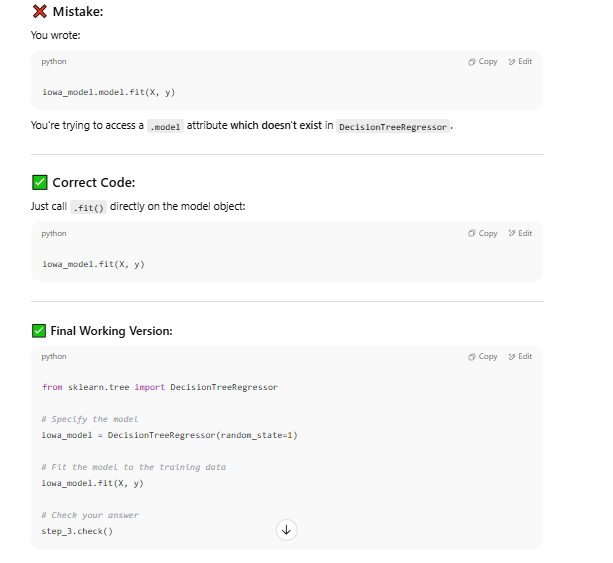 ❌ Mistake:
You wrote:
python Copy Edit
iowa_model.model.fit(X, y)
You're trying to access a .model attribute which doesn't exist in DecisionTreeRegressor.
✅ Correct Code:
Just call .fit() directly on the model object:
python Copy Edit
iowa_model.fit(X, y)
✅ Final Working Version:
python Copy Edit
from sklearn.tree import DecisionTreeRegressor
# Specify the model
iowa_model = DecisionTreeRegressor(random_state=1)
# Fit the model to the training data
iowa_model.fit(X, y)
# Check your answer
step_3.check()